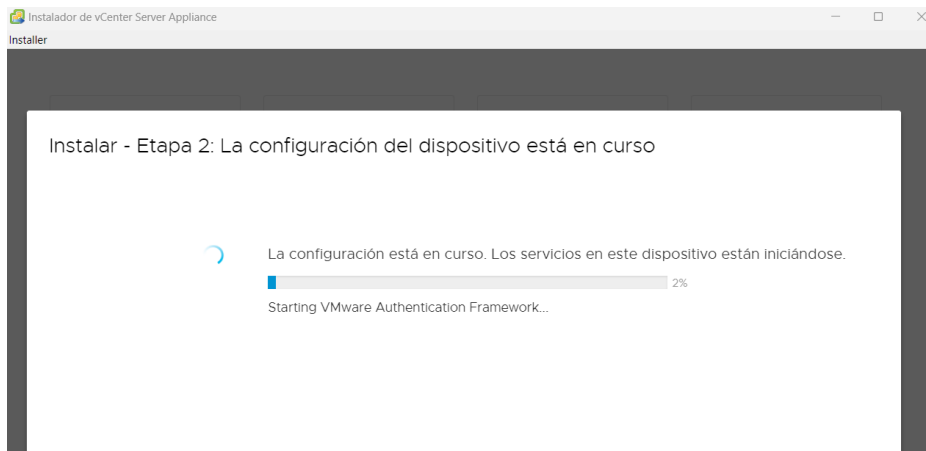 Instalador de vCenter Server Appliance
Installer
Instalar - Etapa 2: La configuración del dispositivo está en curso
La configuración está en curso. Los servicios en este dispositivo están iniciándose.
2%
Starting VMware Authentication Framework...